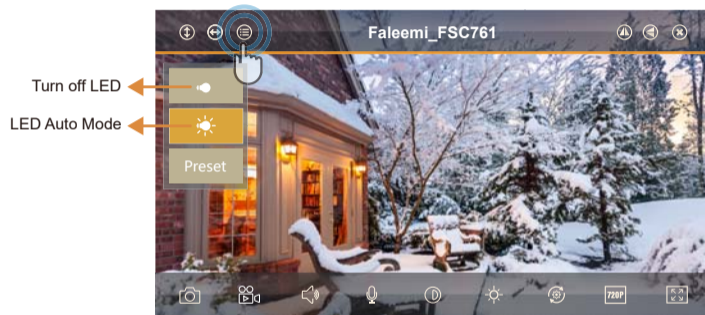 Faleemi_FSC761
Turn off LED
LED Auto Mode
Preset
720P